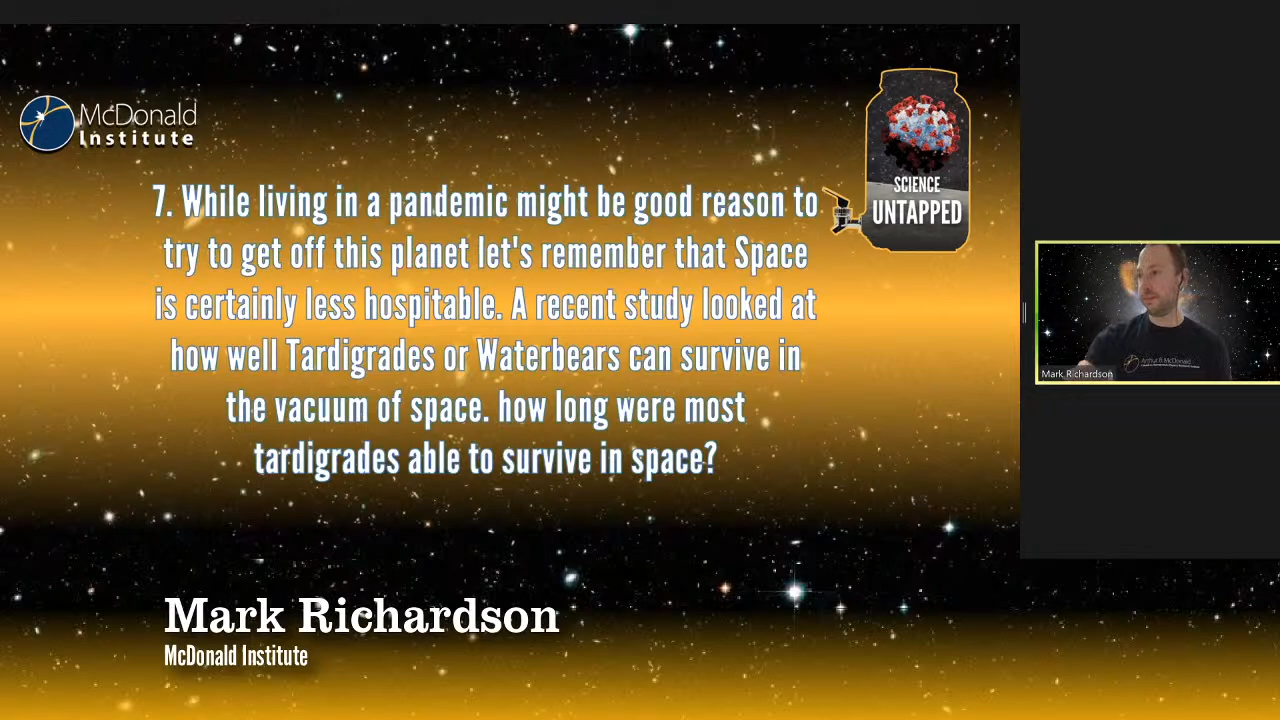 McDonald
Institute
SCIENCE
UNTAPPED
7. While living in a pandemic might be good reason to
try to get off this planet let's remember that Space
is certainly less hospitable. A recent study looked at
how well Tardigrades or Waterbears can survive in
the vacuum of space. how long were most
tardigrades able to survive in space?
Arthur B. McDonald
Mark Richardson
Mark Richardson
McDonald Institute